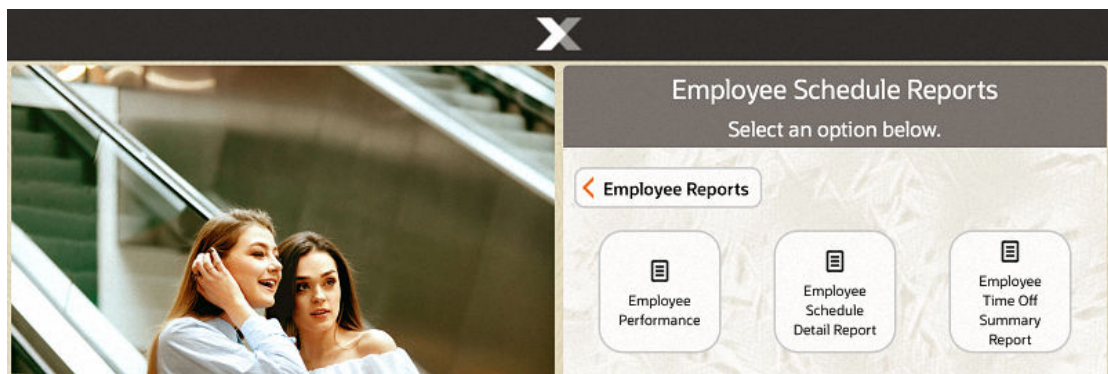 Employee Schedule Reports
Select an option below.
Employee Reports
Employee
Performance
Employee
Schedule
Detail Report
Employee
Time Off
Summary
Report